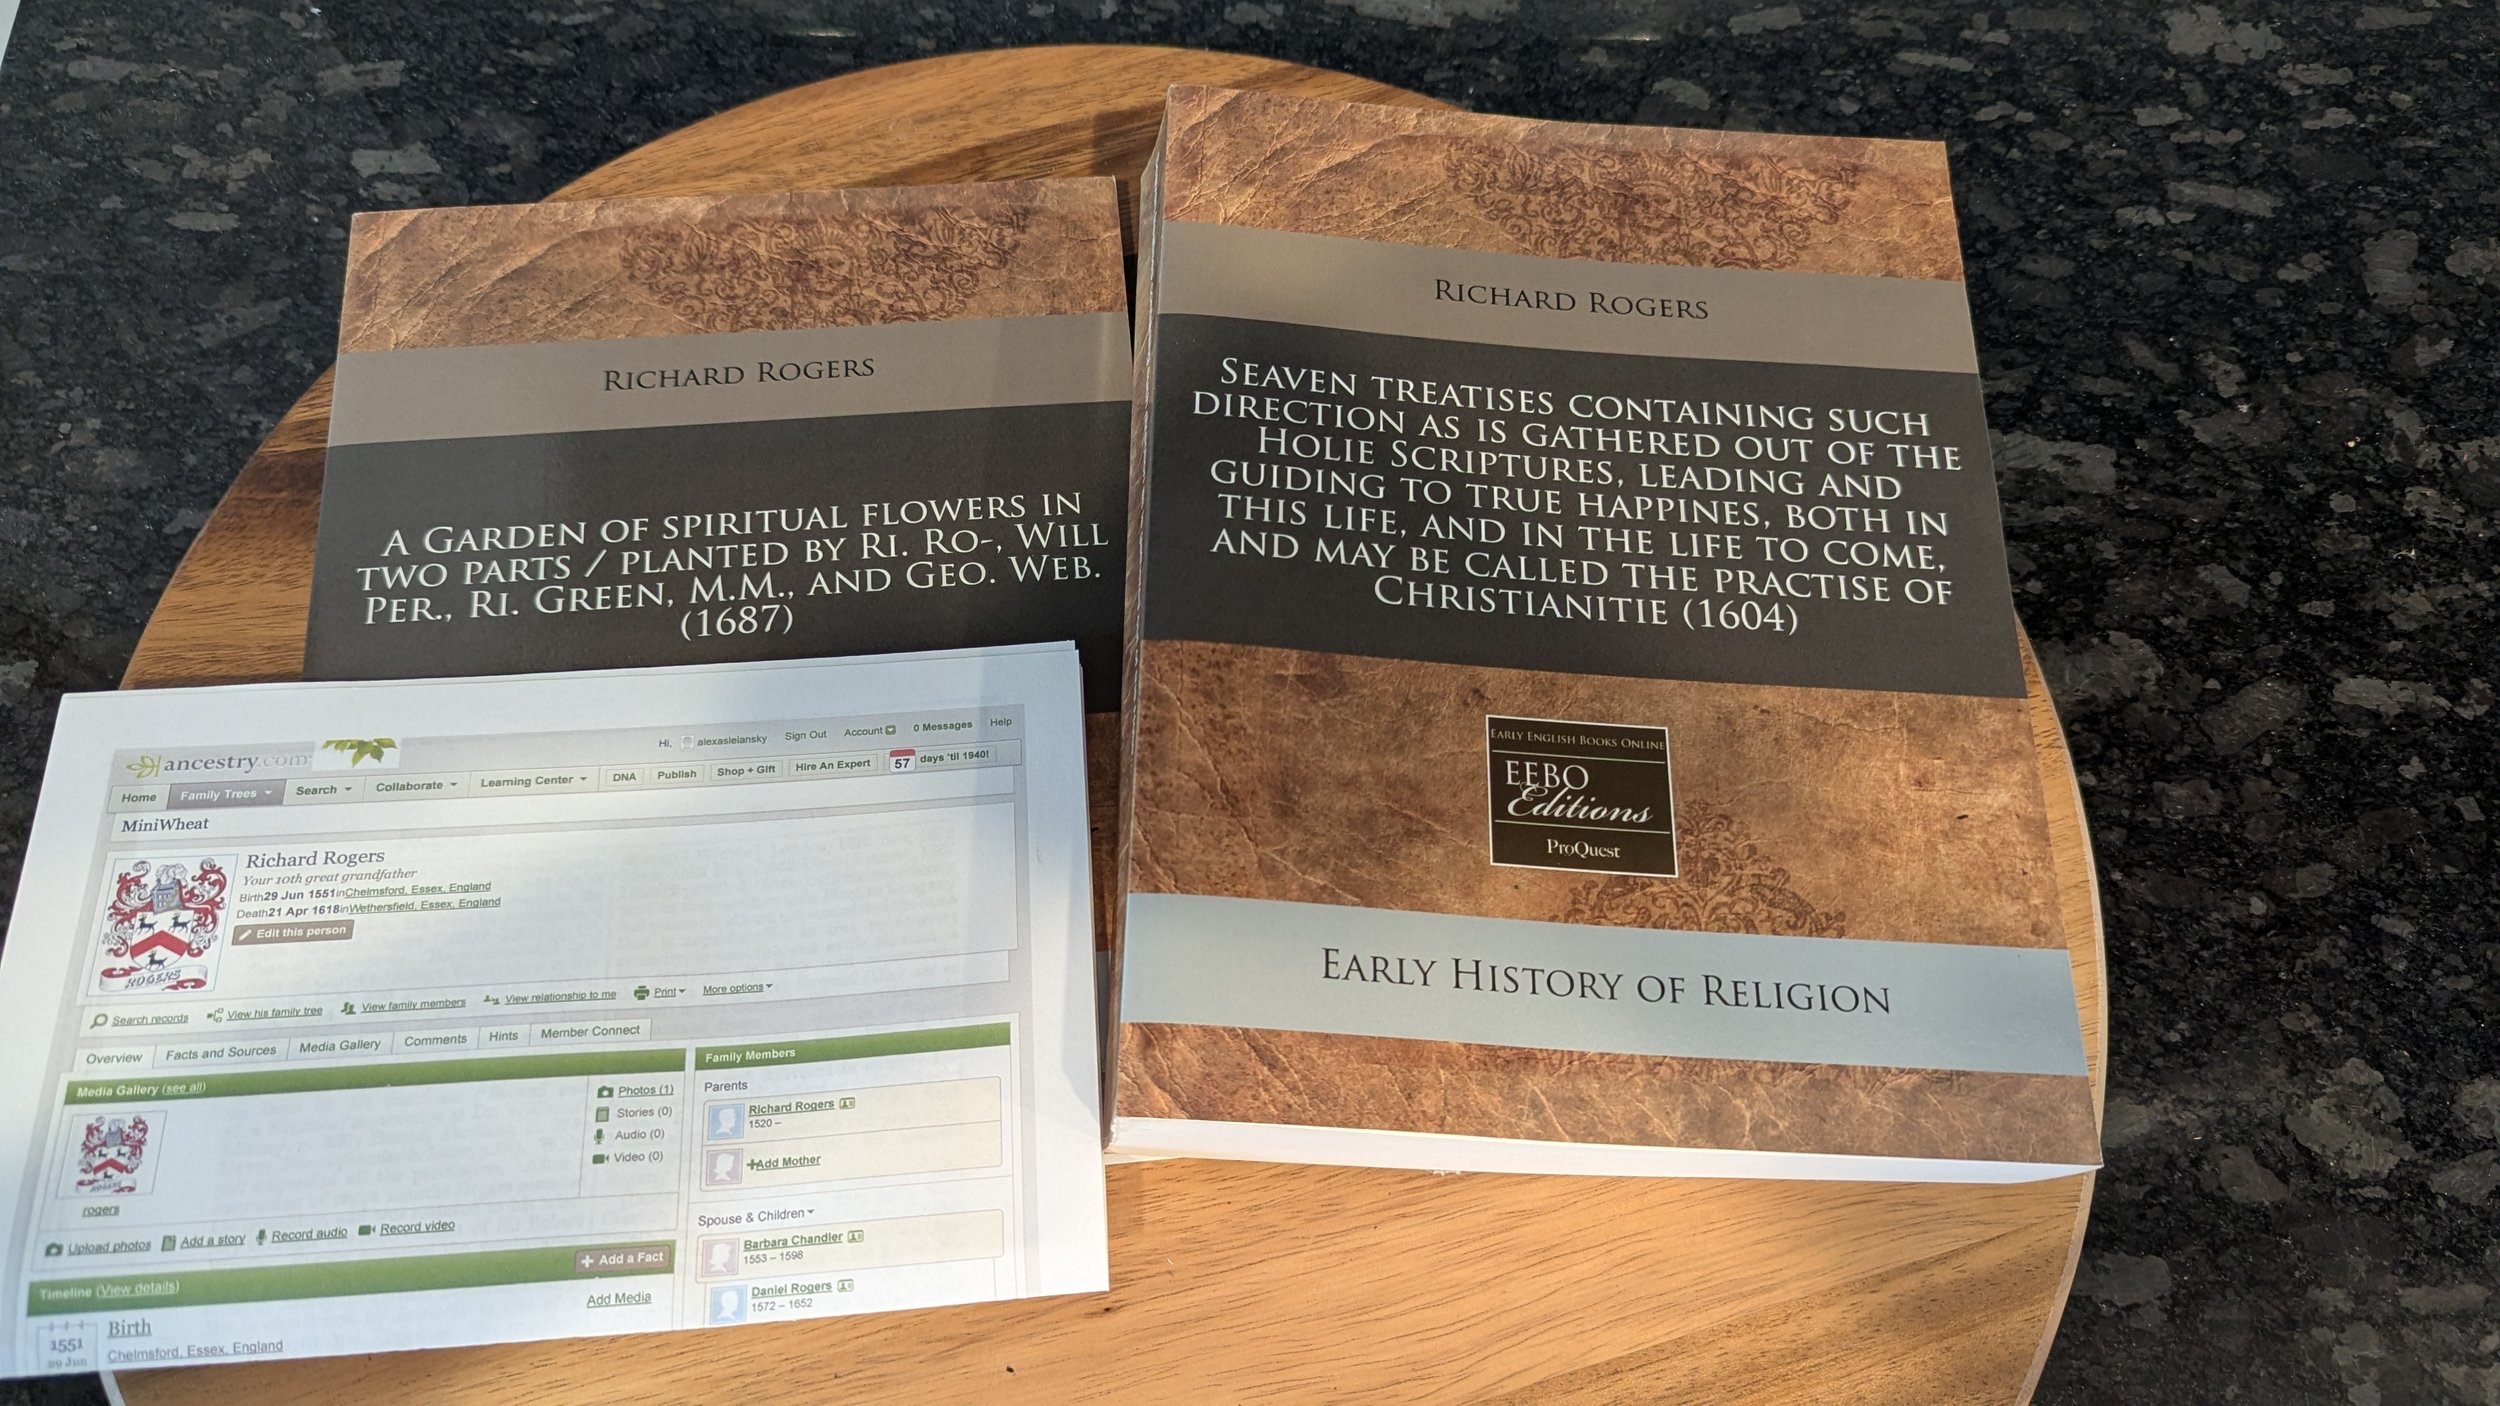 Richard Rogers
A Garden of spiritual flowers in
two parts / planted by Ri. Ro-, Will
Per., Ri. Green, M.M., and Geo. Web.
(1687)
Richard Rogers
Seaven treatises containing such
direction as is gathered out of the
Holie Scriptures, leading and
guiding to true happines, both in
this life, and in the life to come,
and may be called the practise of
Christianitie (1604)
Early English Books Online
EEBO
Editions
ProQuest
Early History of Religion
Hi, alexasielansky Sign Out Account 0 Messages Help
ancestry.com
Home Family Trees Search Collaborate Learning Center DNA Publish Shop + Gift Hire An Expert 57 days 'til 1940!
MiniWheat
Richard Rogers
Your 10th great grandfather
Birth29 Jun 1551inChelmsford, Essex, England
Death21 Apr 1618inWethersfield, Essex, England
Edit this person
ROGERS
Search records View his family tree View family members View relationship to me Print More options
Overview Facts and Sources Media Gallery Comments Hints Member Connect
Media Gallery (see all)
Photos (1)
Stories (0)
Audio (0)
Video (0)
rogers
Upload photos Add a story Record audio Record video
Timeline (View details)
+ Add a Fact
Add Media
1551
29 Jun
Birth
Chelmsford, Essex, England
Family Members
Parents
Richard Rogers
1520 –
+Add Mother
Spouse & Children
Barbara Chandler
1553 – 1598
Daniel Rogers
1572 – 1652